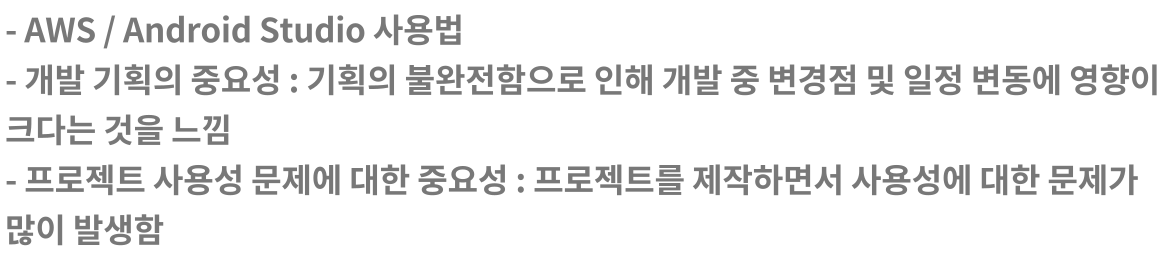 - AWS / Android Studio 사용법
- 개발 기획의 중요성 : 기획의 불완전함으로 인해 개발 중 변경점 및 일정 변동에 영향이
크다는 것을 느낌
- 프로젝트 사용성 문제에 대한 중요성 : 프로젝트를 제작하면서 사용성에 대한 문제가
많이 발생함